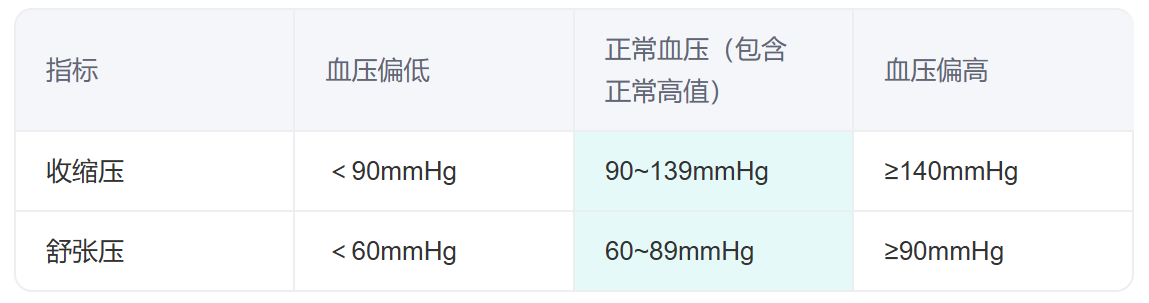 指标 血压偏低 正常血压（包含 血压偏高
正常高值）
收缩压 ＜90mmHg 90~139mmHg ≥140mmHg
舒张压 ＜60mmHg 60~89mmHg ≥90mmHg